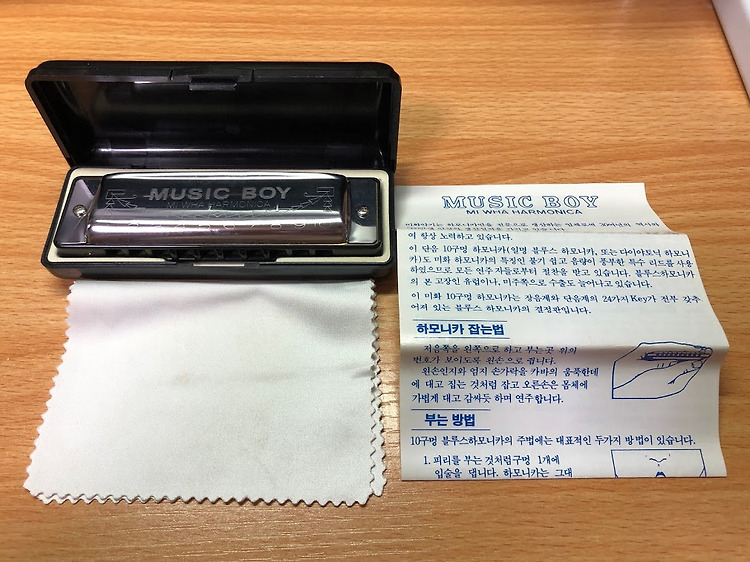 MUSIC BOY
MI WHA HARMONICA
MUSIC BOY
MI WHA HARMONICA
이 항상 노력하고 있습니다.
이 단음 10구멍 하모니카(일명 블루스 하모니카, 또는 다이아토닉 하모니
카)도 미화 하모니카의 특징인 불기 쉽고 음량이 풍부한 특수 리드를 사용
하였으므로 모든 연주자들로부터 절찬을 받고 있습니다. 블루스하모니카
의 본 고장인 유럽이나, 미주쪽으로 수출도 늘어나고 있습니다.
이 미화 10구멍 하모니카는 장음계와 단음계의 24가지 Key가 전부 갖추
어져 있는 블루스 하모니카의 결정판입니다.
하모니카 잡는법
저음쪽을 왼쪽으로 하고 부는곳 위의
번호가 보이도록 왼손으로 쥡니다.
왼손인지와 엄지 손가락을 카바의 움푹한데
에 대고 집는 것처럼 잡고 오른손은 몸체에
가볍게 대고 감싸듯 하며 연주합니다.
부는 방법
10구멍 블루스하모니카의 주법에는 대표적인 두가지 방법이 있습니다.
1. 피리를 부는 것처럼구멍 1개에
입술을 댑니다. 하모니카는 그대